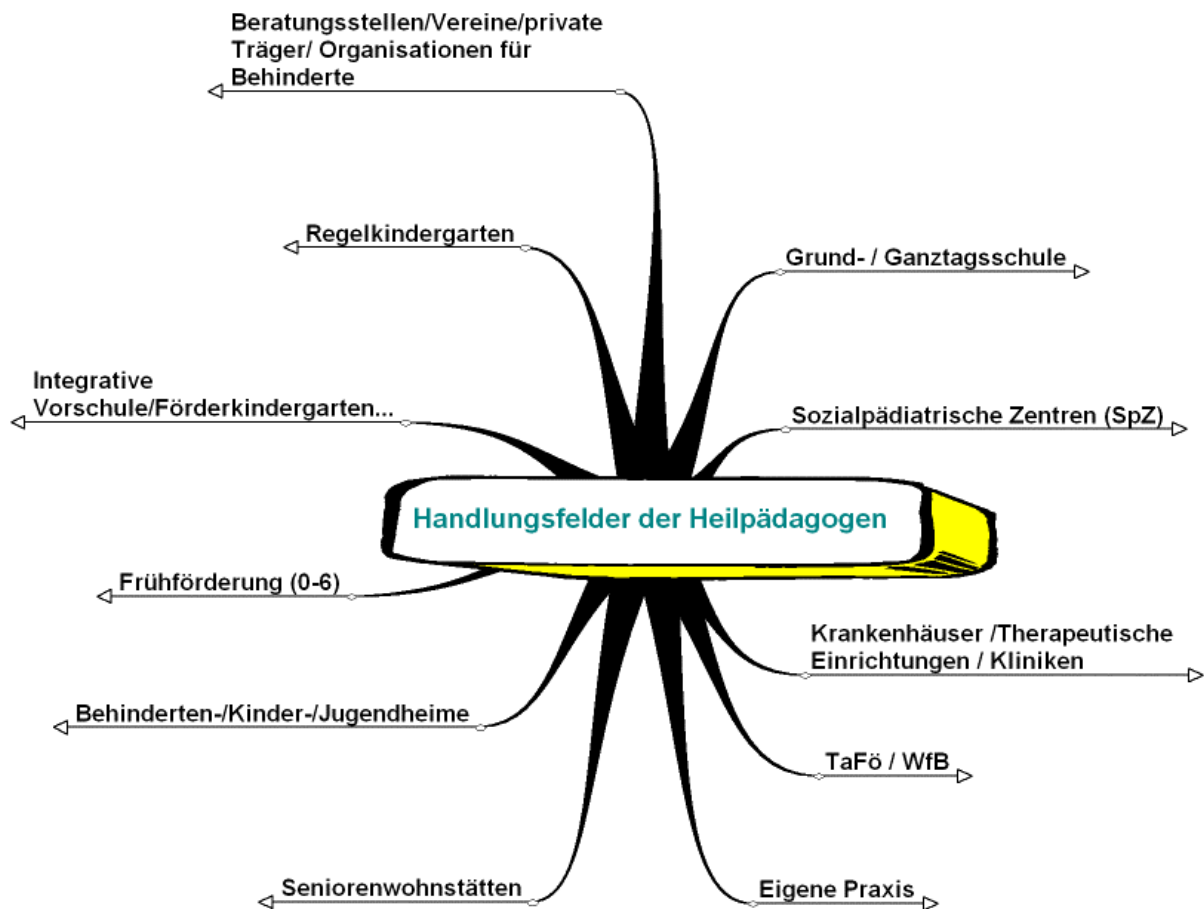 Beratungsstellen/Vereine/private
Träger/ Organisationen für
Behinderte
Regelkindergarten
Grund- / Ganztagsschule
Integrative
Vorschule/Förderkindergarten...
Sozialpädiatrische Zentren (SpZ)
Handlungsfelder der Heilpädagogen
Frühförderung (0-6)
Krankenhäuser /Therapeutische
Einrichtungen / Kliniken
Behinderten-/Kinder-/Jugendheime
TaFö / WfB
Seniorenwohnstätten
Eigene Praxis